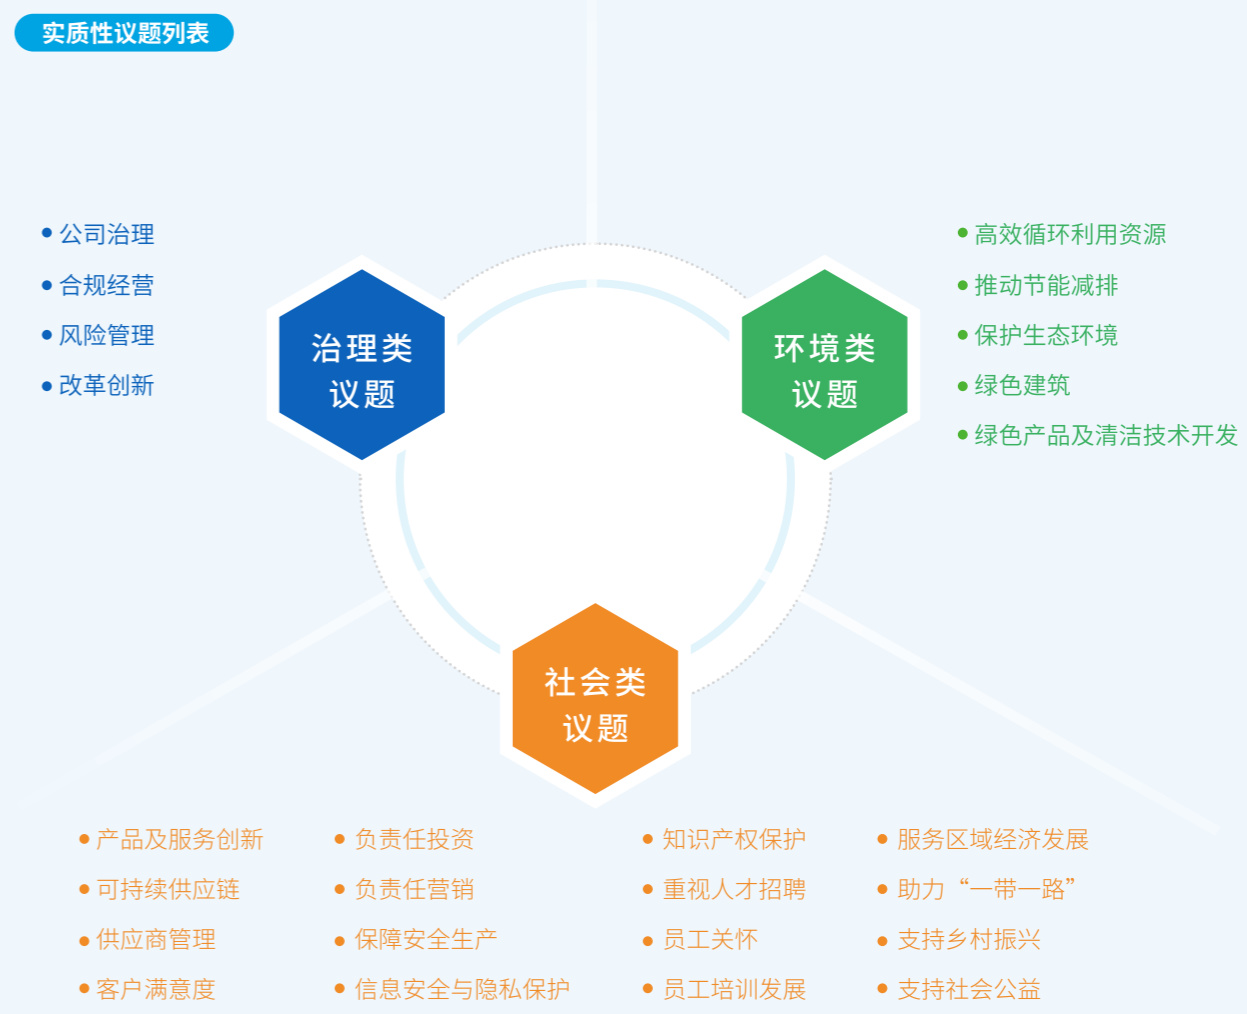 实质性议题列表
公司治理
合规经营
风险管理
改革创新
治理类
议题
环境类
议题
高效循环利用资源
推动节能减排
保护生态环境
绿色建筑
绿色产品及清洁技术开发
社会类
议题
产品及服务创新
可持续供应链
供应商管理
客户满意度
负责任投资
负责任营销
保障安全生产
信息安全与隐私保护
知识产权保护
重视人才招聘
员工关怀
员工培训发展
服务区域经济发展
助力“一带一路”
支持乡村振兴
支持社会公益